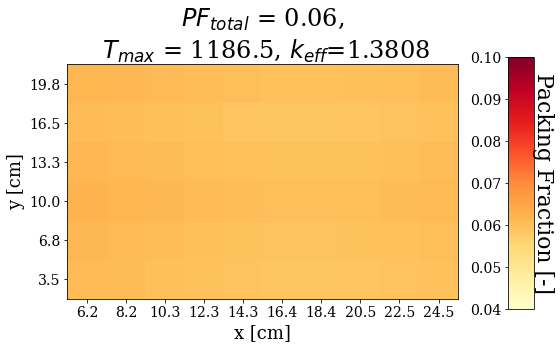 PF_total = 0.06,
T_max = 1186.5, k_eff=1.3808
0.10
19.8
0.09
16.5
0.08
13.3
0.07
10.0
0.06
6.8
0.05
3.5
0.04
y [cm]
6.2 8.2 10.3 12.3 14.3 16.4 18.4 20.5 22.5 24.5
x [cm]
Packing Fraction [-]